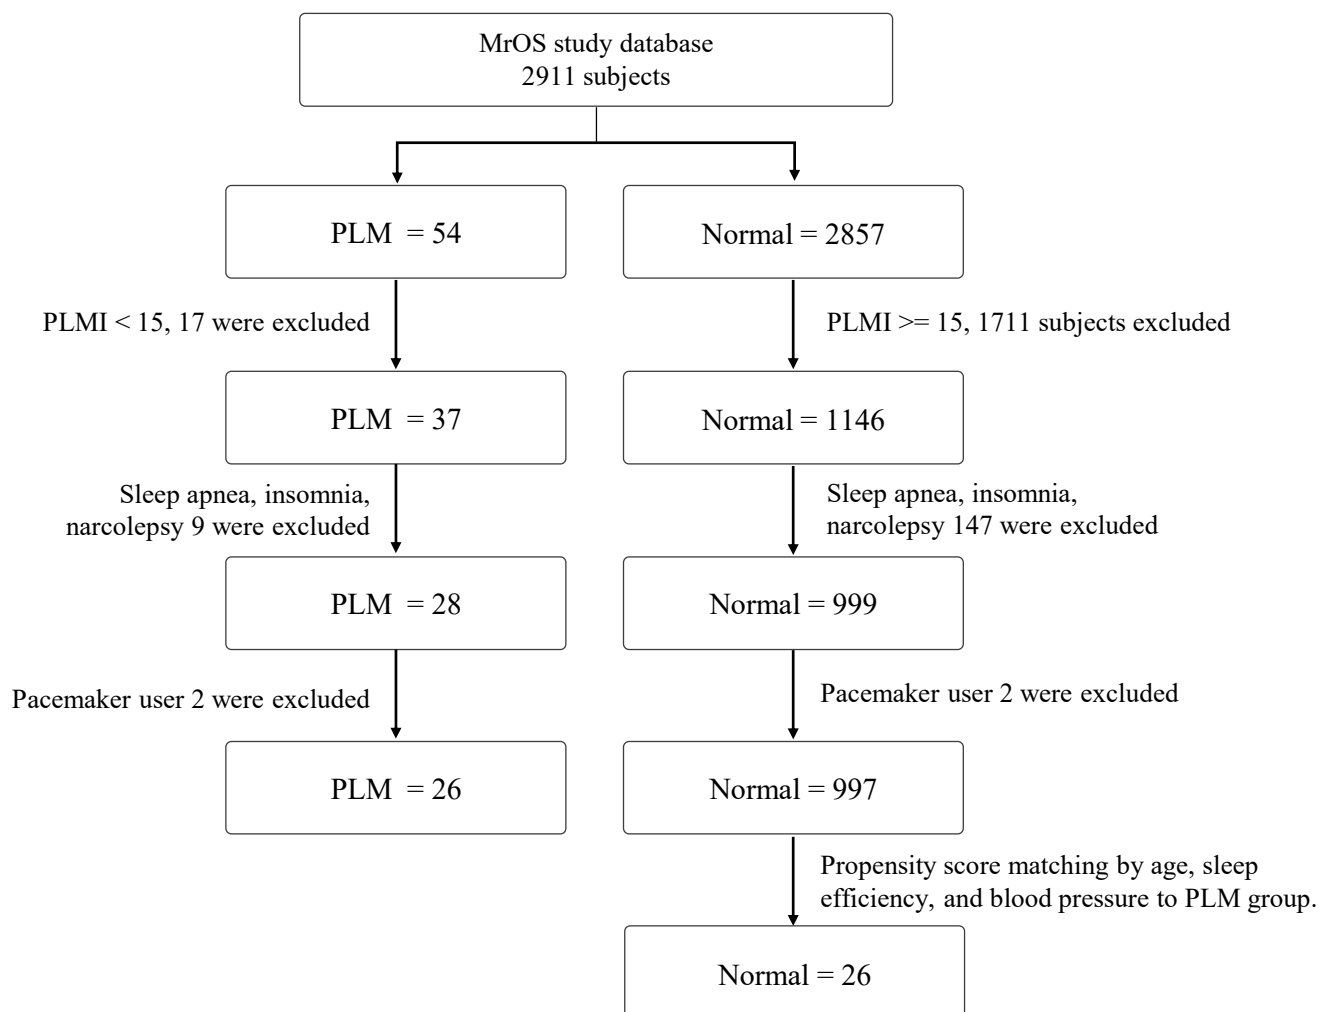 MrOS study database
2911 subjects
PLM = 54
Normal = 2857
PLMI < 15, 17 were excluded
PLMI >= 15, 1711 subjects excluded
PLM = 37
Normal = 1146
Sleep apnea, insomnia,
narcolepsy 9 were excluded
Sleep apnea, insomnia,
narcolepsy 147 were excluded
PLM = 28
Normal = 999
Pacemaker user 2 were excluded
Pacemaker user 2 were excluded
PLM = 26
Normal = 997
Propensity score matching by age, sleep
efficiency, and blood pressure to PLM group.
Normal = 26